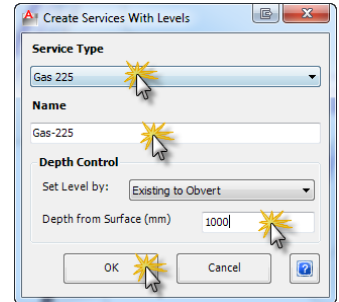 Create Services With Levels
Service Type
Gas 225
Name
Gas-225
Depth Control
Set Level by: Existing to Obvert
Depth from Surface (mm) 1000
OK Cancel ?